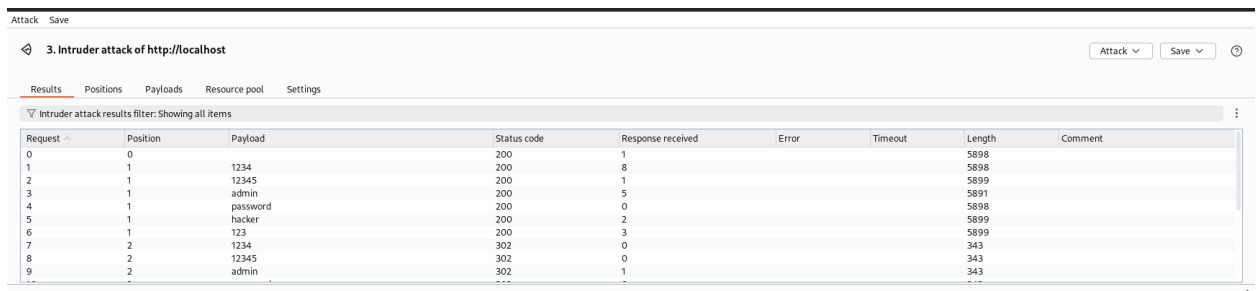 Attack Save
3. Intruder attack of http://localhost
Attack Save
Results Positions Payloads Resource pool Settings
Intruder attack results filter: Showing all items
Request Position Payload Status code Response received Error Timeout Length Comment
0 0 200 1 5898
1 1 1234 200 8 5898
2 1 12345 200 1 5899
3 1 admin 200 5 5891
4 1 password 200 0 5898
5 1 hacker 200 2 5899
6 1 123 200 3 5899
7 2 1234 302 0 343
8 2 12345 302 0 343
9 2 admin 302 1 343